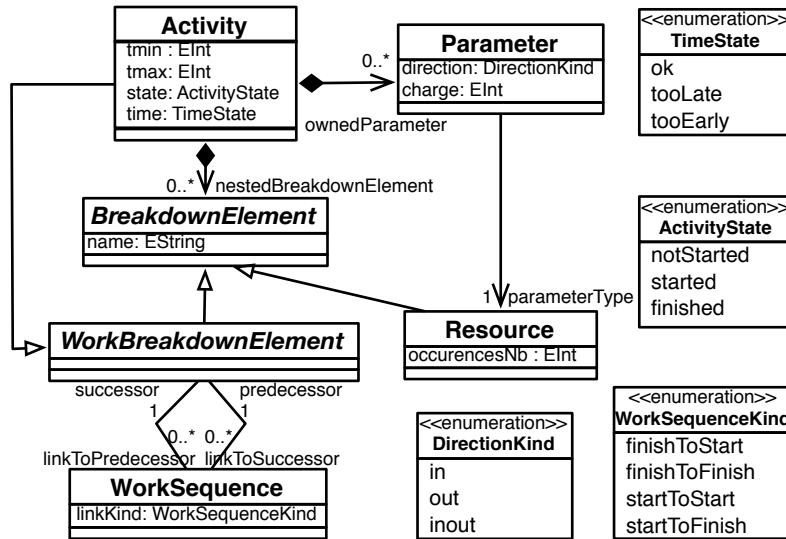 Activity
tmin : EInt
tmax: EInt
state: ActivityState
time: TimeState
0..*
ownedParameter
Parameter
direction: DirectionKind
charge: EInt
<<enumeration>>
TimeState
ok
tooLate
tooEarly
0..*
nestedBreakdownElement
BreakdownElement
name: EString
<<enumeration>>
ActivityState
notStarted
started
finished
1
parameterType
Resource
occurencesNb : EInt
WorkBreakdownElement
successor
predecessor
1
1
0..*
0..*
linkToPredecessor
linkToSuccessor
WorkSequence
linkKind: WorkSequenceKind
<<enumeration>>
DirectionKind
in
out
inout
<<enumeration>>
WorkSequenceKind
finishToStart
finishToFinish
startToStart
startToFinish